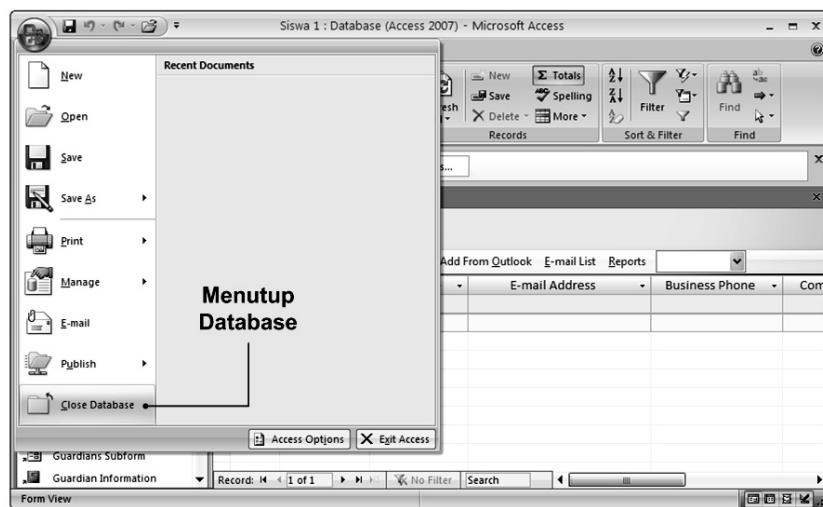 Siswa 1 : Database (Access 2007) - Microsoft Access
New
Open
Save
Save As
Print
Manage
E-mail
Publish
Close Database
Recent Documents
Menutup
Database
Access Options
Exit Access
New
Save
Delete
Totals
Spelling
More
Records
Filter
Sort & Filter
Find
Find
Add From Outlook E-mail List Reports
E-mail Address Business Phone
Guardians Subform
Guardian Information
Record: 1 of 1 No Filter Search
Form View